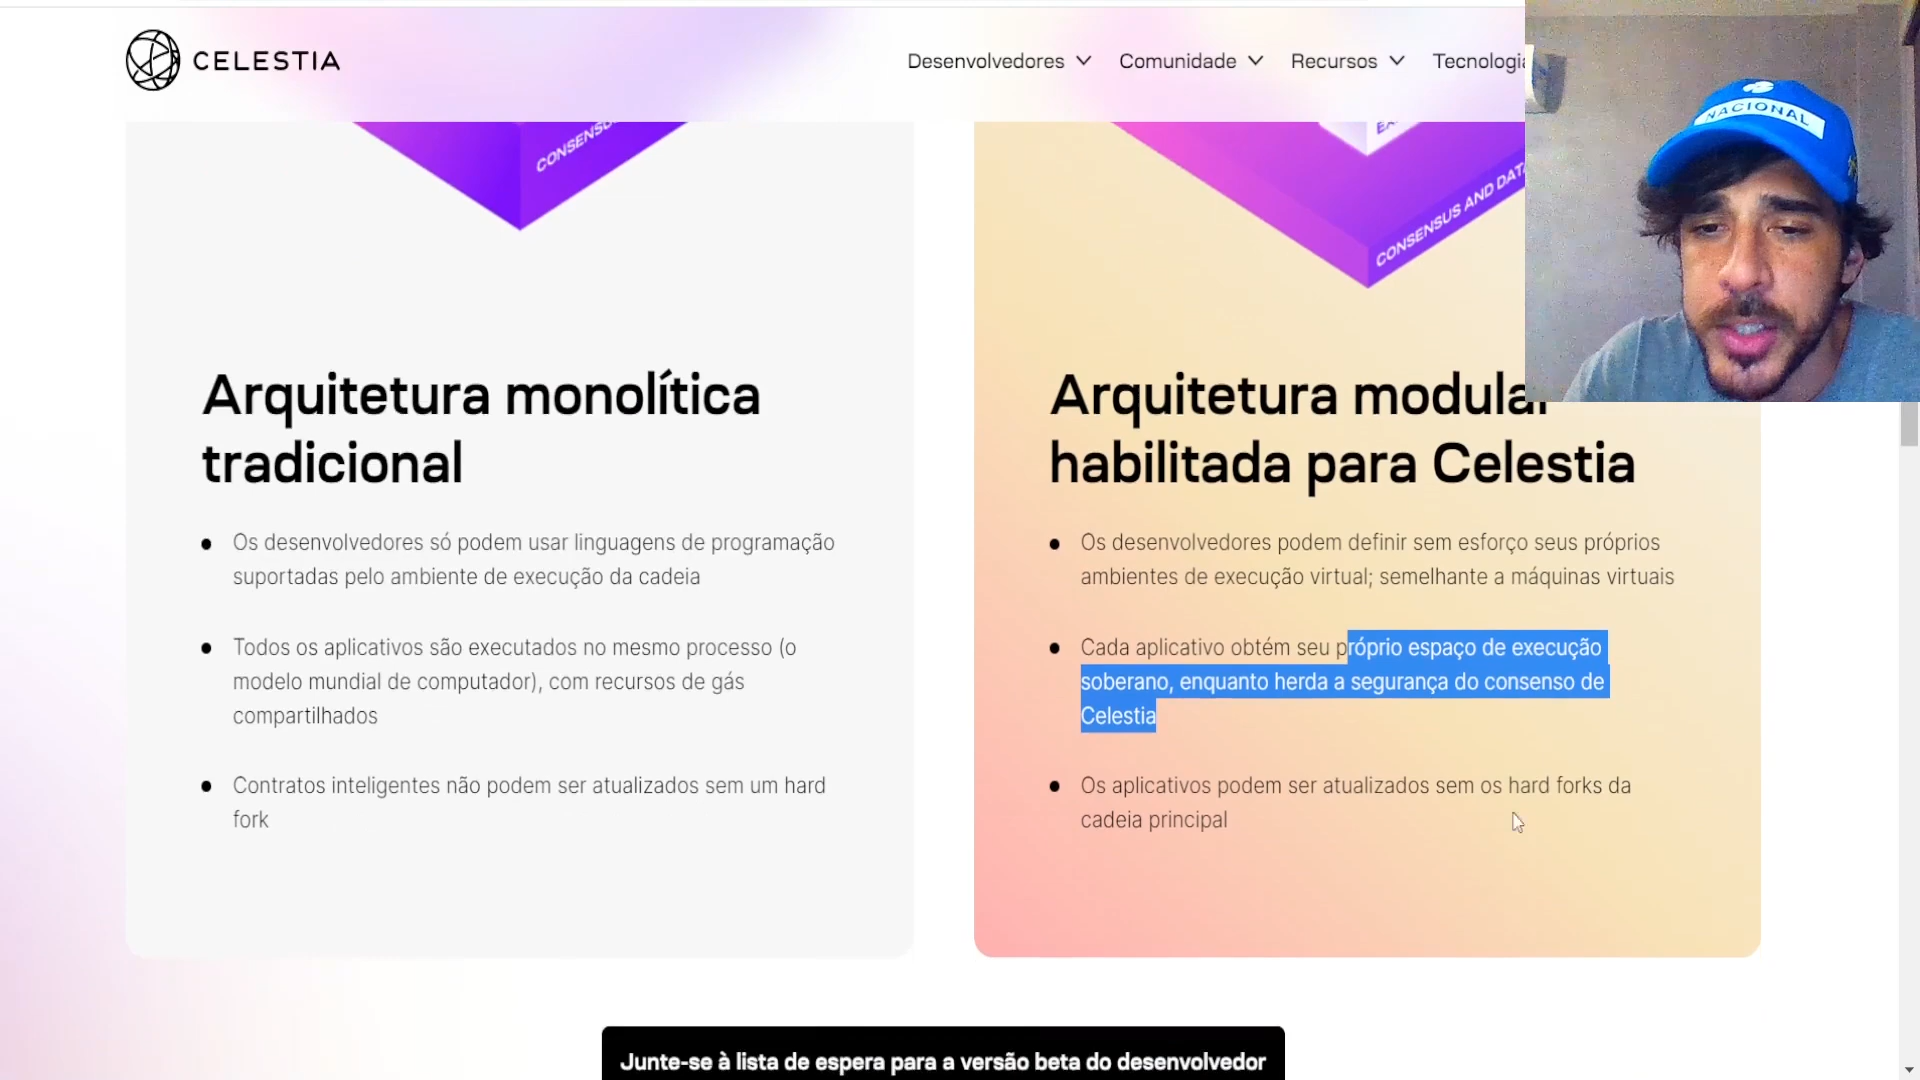 CELESTIA
Desenvolvedores
Comunidade
Recursos
Tecnologia
NACIONAL
CONSENSUS AND DATA
Arquitetura monolítica
tradicional
Os desenvolvedores só podem usar linguagens de programação
suportadas pelo ambiente de execução da cadeia
Todos os aplicativos são executados no mesmo processo (o
modelo mundial de computador), com recursos de gás
compartilhados
Contratos inteligentes não podem ser atualizados sem um hard
fork
Arquitetura modular
habilitada para Celestia
Os desenvolvedores podem definir sem esforço seus próprios
ambientes de execução virtual; semelhante a máquinas virtuais
Cada aplicativo obtém seu próprio espaço de execução
soberano, enquanto herda a segurança do consenso de
Celestia
Os aplicativos podem ser atualizados sem os hard forks da
cadeia principal
Junte-se à lista de espera para a versão beta do desenvolvedor